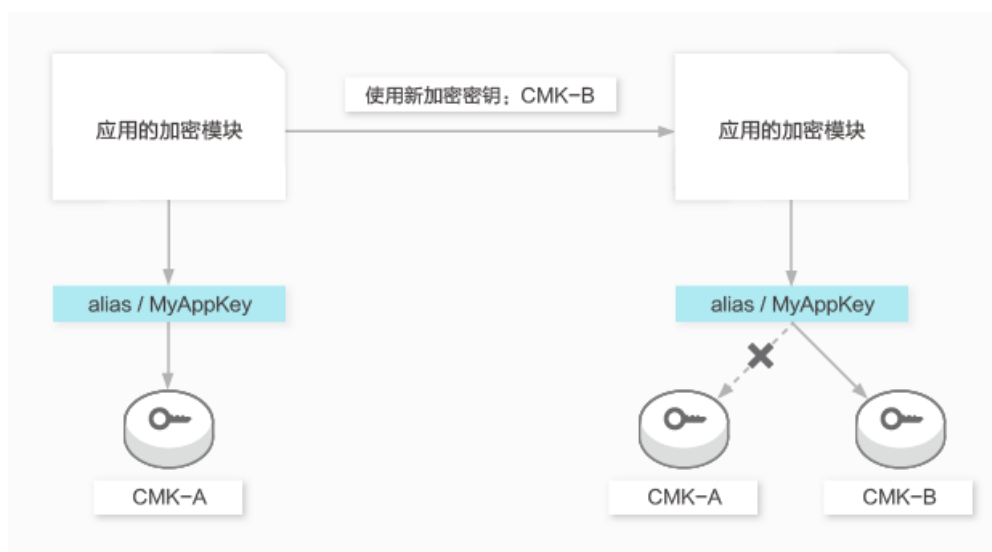 应用的加密模块
使用新加密密钥：CMK-B
应用的加密模块
alias / MyAppKey
alias / MyAppKey
CMK-A
CMK-A
CMK-B